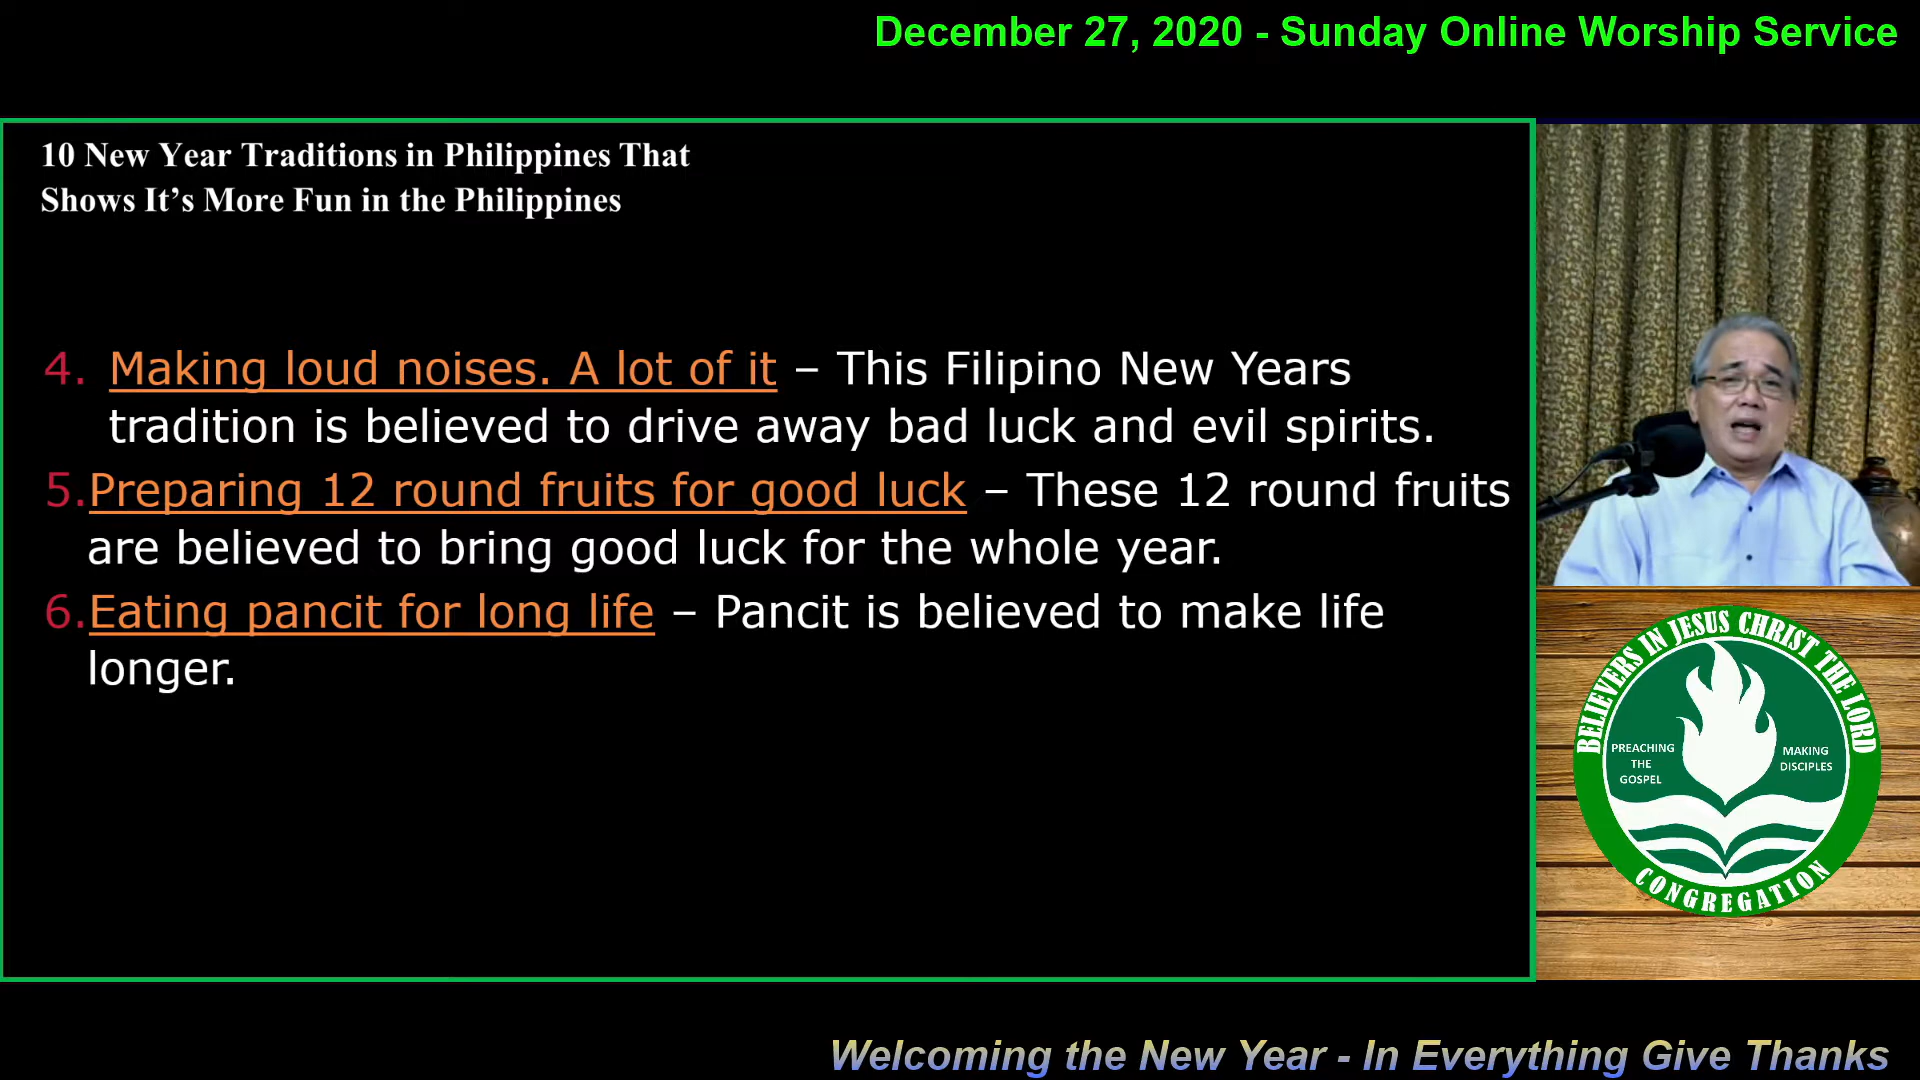 December 27, 2020 - Sunday Online Worship Service
10 New Year Traditions in Philippines That
Shows It’s More Fun in the Philippines
4. Making loud noises. A lot of it – This Filipino New Years
tradition is believed to drive away bad luck and evil spirits.
5.Preparing 12 round fruits for good luck – These 12 round fruits
are believed to bring good luck for the whole year.
6.Eating pancit for long life – Pancit is believed to make life
longer.
BELIEVERS IN JESUS CHRIST THE LORD
PREACHING
THE
GOSPEL
MAKING
DISCIPLES
CONGREGATION
Welcoming the New Year - In Everything Give Thanks